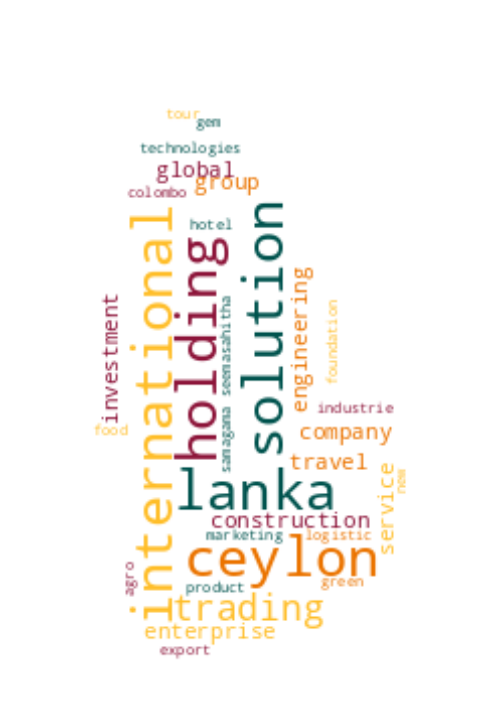 tour
gem
technologies
global
group
colombo
hotel
international
holding
solution
investment
seemasahitha
engineering
foundation
samagama
industrie
food
company
travel
lanka
service
new
construction
marketing
logistic
ceylon
agro
product
green
trading
enterprise
export